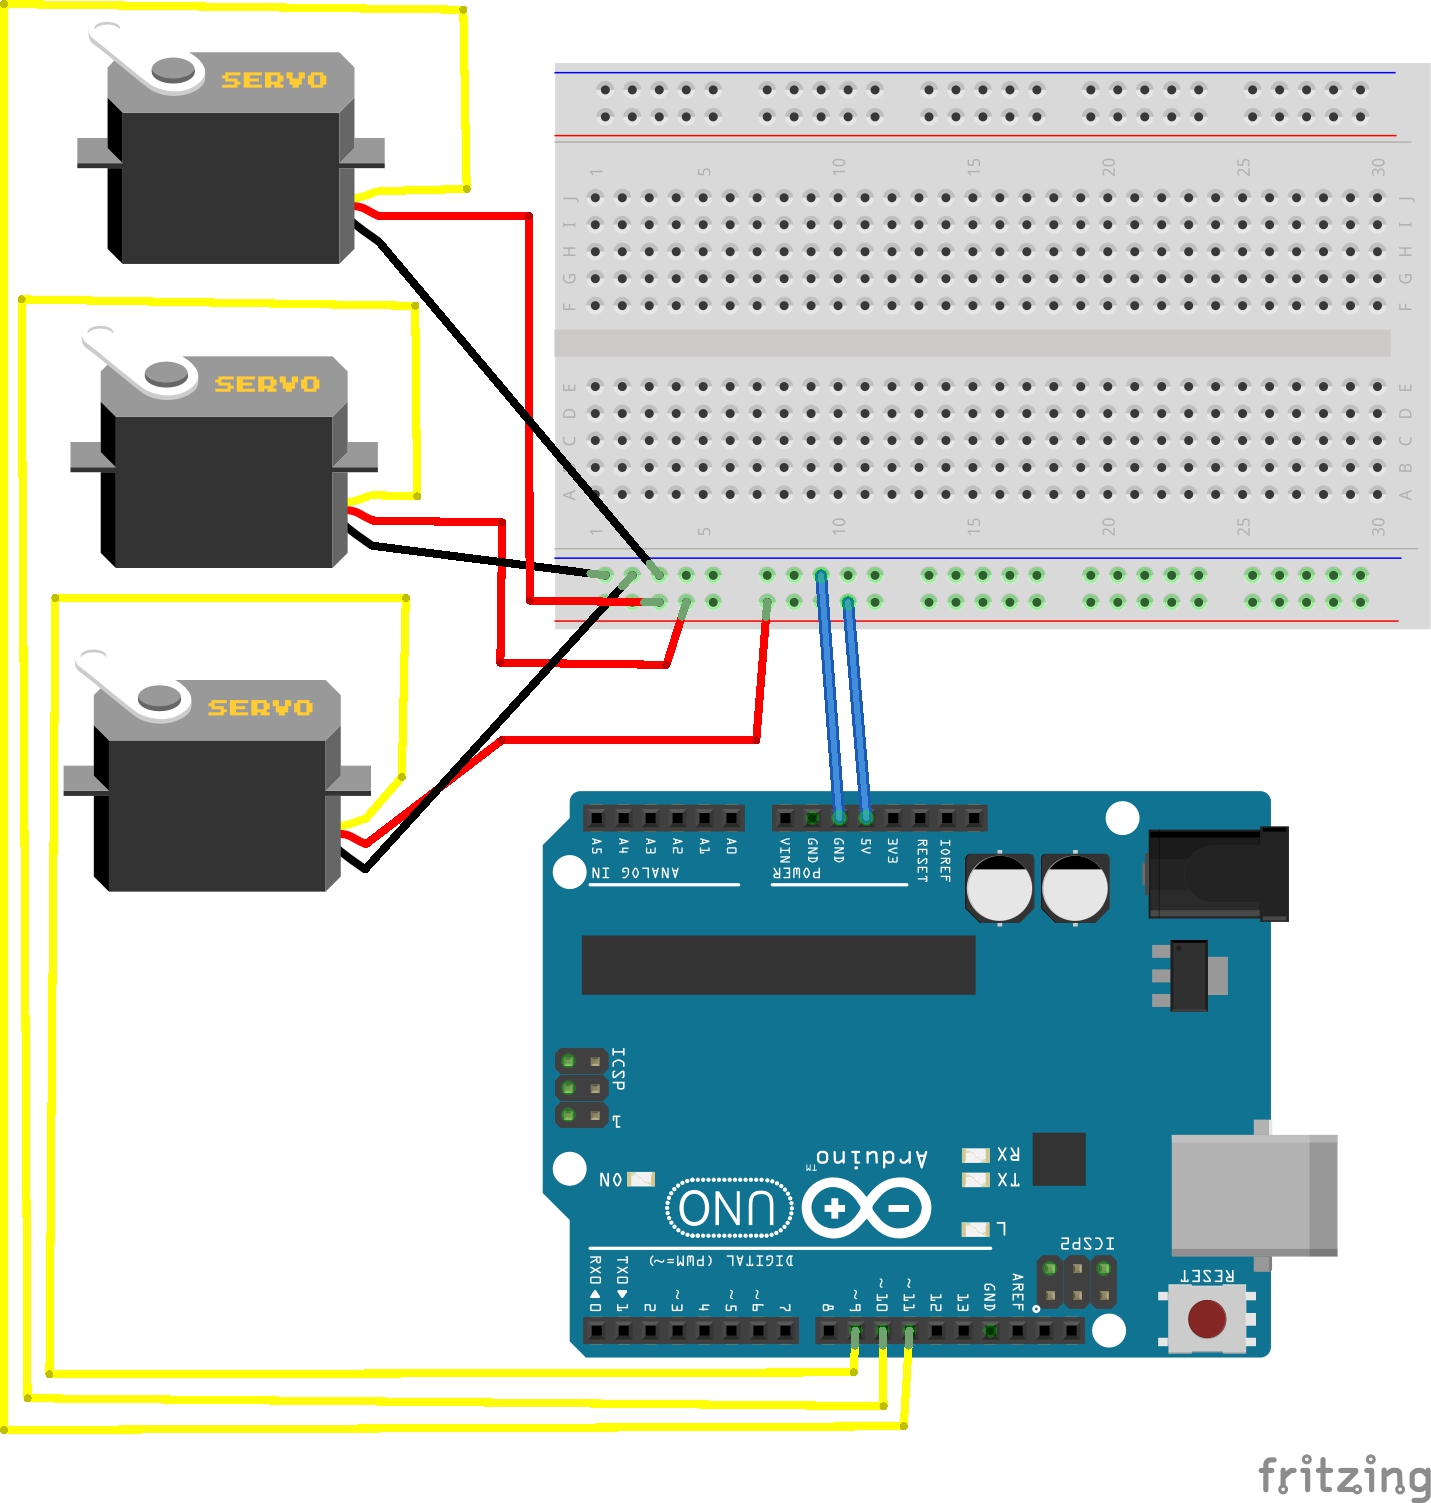 SERVO
1 5 10 15 20 25 30
J J
I I
H H
G G
F F
SERVO
E E
D D
C C
B B
A A
1 5 10 15 20 25 30
SERVO
A5 A4 A3 A2 A1 A0 VIN GND GND 5V 3V3 RESET IOREF
ANALOG IN POWER
ICSP
1
Arduino™
RX
ON TX
UNO
L
ICSP2
DIGITAL (PWM=~)
RESET
RX0 TX0
0 1 2 ~3 4 ~5 ~6 7 8 ~9 ~10 ~11 12 13 GND AREF
fritzing